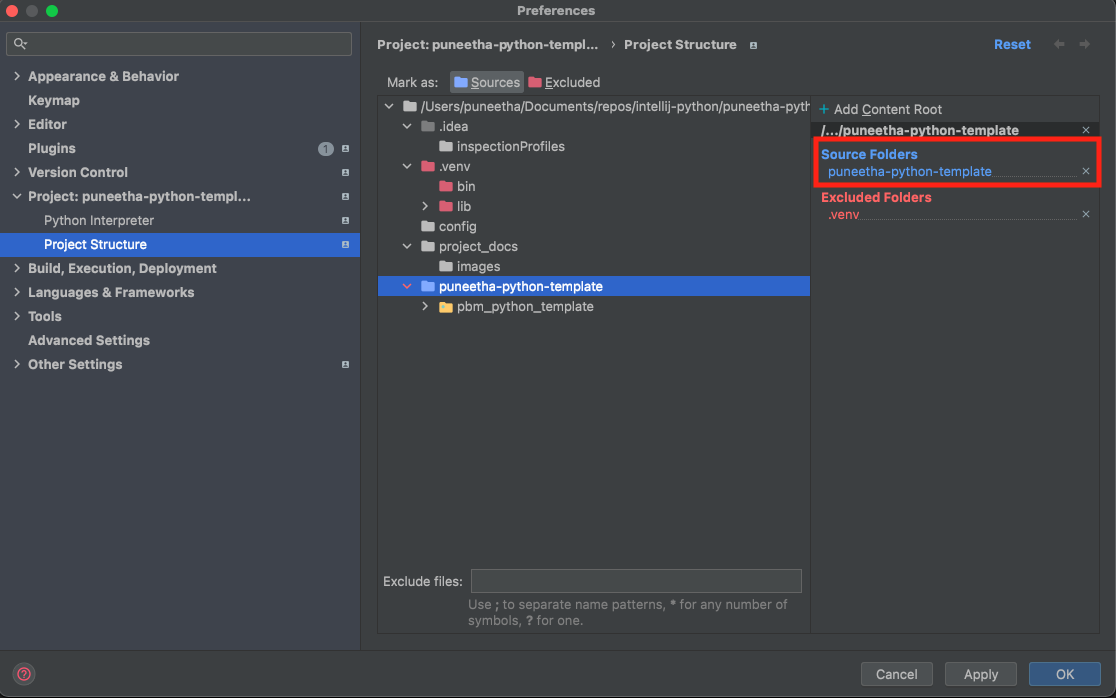 Preferences
Project: puneetha-python-templ... › Project Structure
Reset
Appearance & Behavior
Keymap
Editor
Plugins 1
Version Control
Project: puneetha-python-templ...
Python Interpreter
Project Structure
Build, Execution, Deployment
Languages & Frameworks
Tools
Advanced Settings
Other Settings
Mark as: Sources Excluded
/Users/puneetha/Documents/repos/intellij-python/puneetha-pyth
.idea
inspectionProfiles
.venv
bin
lib
config
project_docs
images
puneetha-python-template
pbm_python_template
Exclude files:
Use ; to separate name patterns, * for any number of
symbols, ? for one.
+ Add Content Root
/.../puneetha-python-template
Source Folders
puneetha-python-template
Excluded Folders
.venv
?
Cancel
Apply
OK